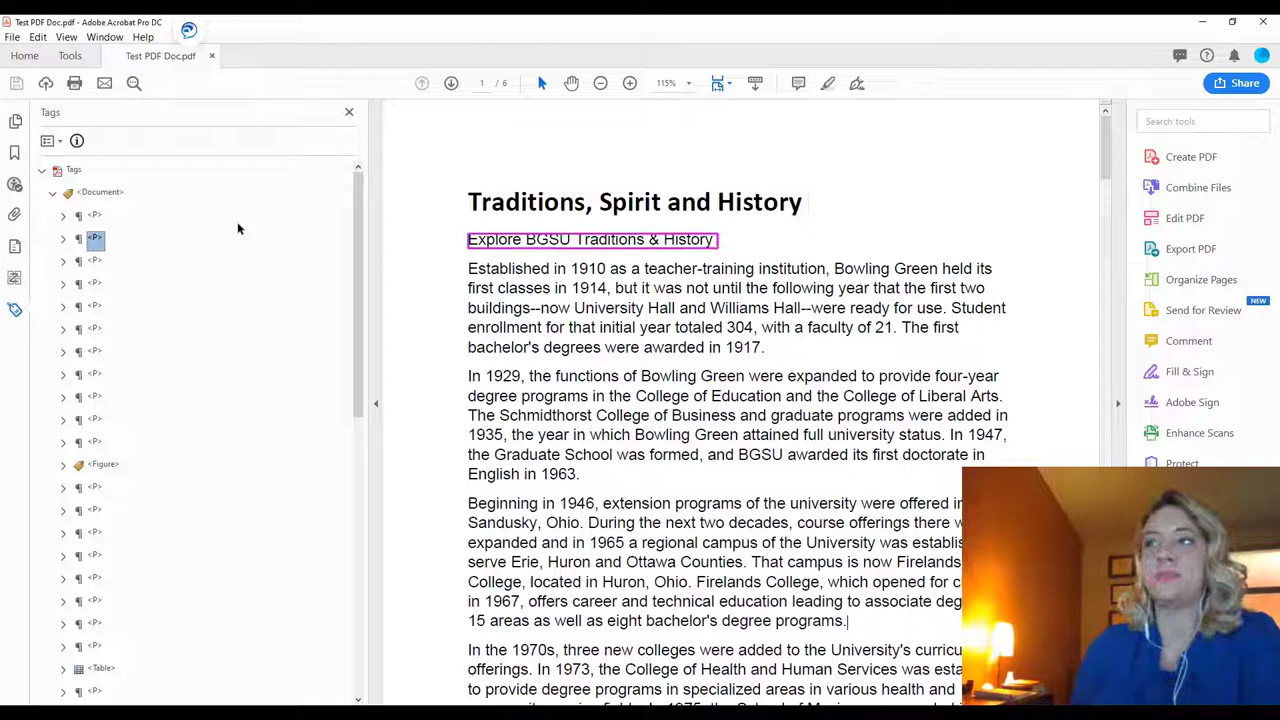 Test PDF Doc.pdf - Adobe Acrobat Pro DC
File Edit View Window Help
Home Tools Test PDF Doc.pdf ×
1 / 6 115% Share
Tags
Tags
<Document>
<P>
<P>
<P>
<P>
<P>
<P>
<P>
<P>
<P>
<P>
<P>
<Figure>
<P>
<P>
<P>
<P>
<P>
<P>
<P>
<P>
<Table>
<P>
Traditions, Spirit and History
Explore BGSU Traditions & History
Established in 1910 as a teacher-training institution, Bowling Green held its
first classes in 1914, but it was not until the following year that the first two
buildings--now University Hall and Williams Hall--were ready for use. Student
enrollment for that initial year totaled 304, with a faculty of 21. The first
bachelor's degrees were awarded in 1917.
In 1929, the functions of Bowling Green were expanded to provide four-year
degree programs in the College of Education and the College of Liberal Arts.
The Schmidthorst College of Business and graduate programs were added in
1935, the year in which Bowling Green attained full university status. In 1947,
the Graduate School was formed, and BGSU awarded its first doctorate in
English in 1963.
Beginning in 1946, extension programs of the university were offered in
Sandusky, Ohio. During the next two decades, course offerings there w
expanded and in 1965 a regional campus of the University was establis
serve Erie, Huron and Ottawa Counties. That campus is now Firelands
College, located in Huron, Ohio. Firelands College, which opened for c
in 1967, offers career and technical education leading to associate deg
15 areas as well as eight bachelor's degree programs.
In the 1970s, three new colleges were added to the University's curricu
offerings. In 1973, the College of Health and Human Services was esta
to provide degree programs in specialized areas in various health and
Search tools
Create PDF
Combine Files
Edit PDF
Export PDF
Organize Pages
NEW
Send for Review
Comment
Fill & Sign
Adobe Sign
Enhance Scans
Protect